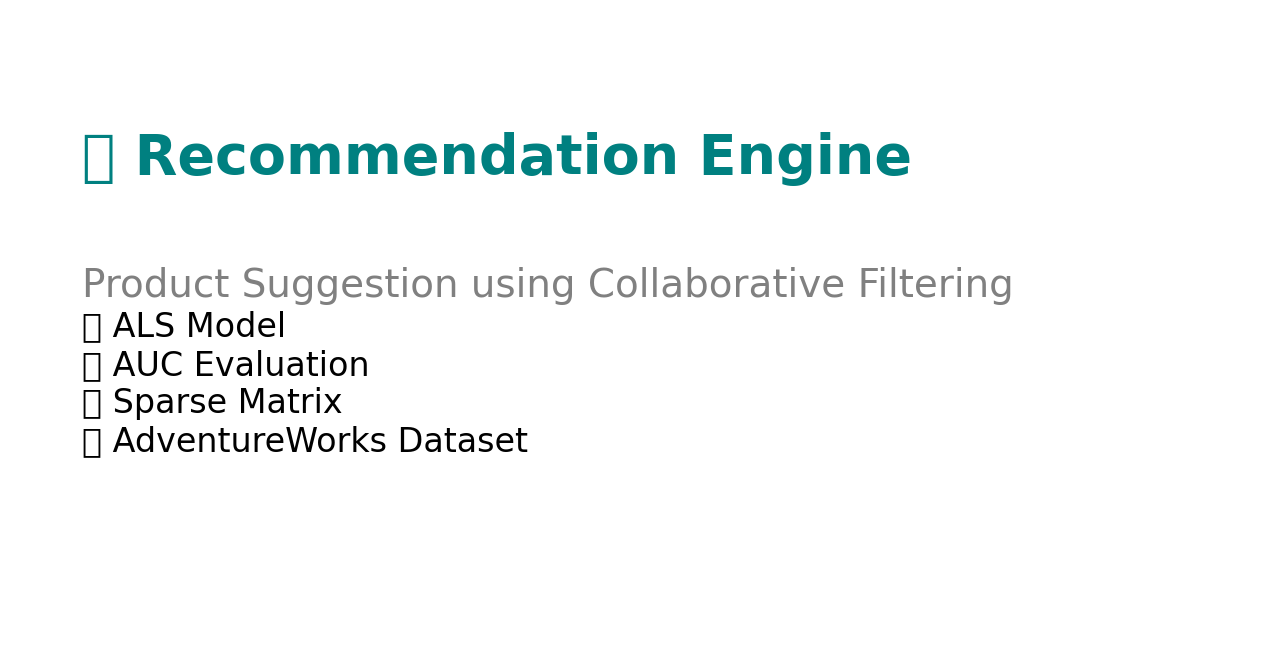 Recommendation Engine
Product Suggestion using Collaborative Filtering
ALS Model
AUC Evaluation
Sparse Matrix
AdventureWorks Dataset